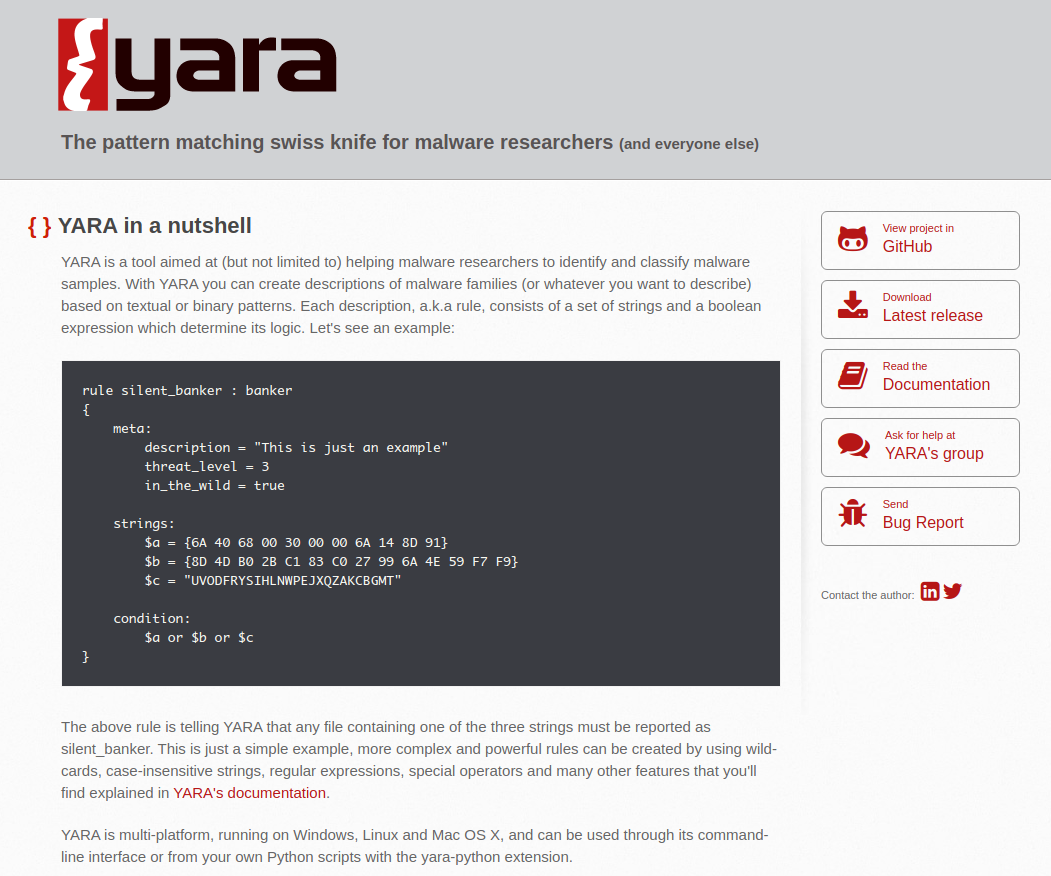 yara
The pattern matching swiss knife for malware researchers (and everyone else)
{ } YARA in a nutshell
YARA is a tool aimed at (but not limited to) helping malware researchers to identify and classify malware
samples. With YARA you can create descriptions of malware families (or whatever you want to describe)
based on textual or binary patterns. Each description, a.k.a rule, consists of a set of strings and a boolean
expression which determine its logic. Let's see an example:
rule silent_banker : banker
{
    meta:
        description = "This is just an example"
        threat_level = 3
        in_the_wild = true
    strings:
        $a = {6A 40 68 00 30 00 00 6A 14 8D 91}
        $b = {8D 4D B0 2B C1 83 C0 27 99 6A 4E 59 F7 F9}
        $c = "UVODFRYSIHLNWPEJXQZAKCBGMT"
    condition:
        $a or $b or $c
}
The above rule is telling YARA that any file containing one of the three strings must be reported as
silent_banker. This is just a simple example, more complex and powerful rules can be created by using wild-
cards, case-insensitive strings, regular expressions, special operators and many other features that you'll
find explained in YARA's documentation.
YARA is multi-platform, running on Windows, Linux and Mac OS X, and can be used through its command-
line interface or from your own Python scripts with the yara-python extension.
View project in
GitHub
Download
Latest release
Read the
Documentation
Ask for help at
YARA's group
Send
Bug Report
Contact the author: in